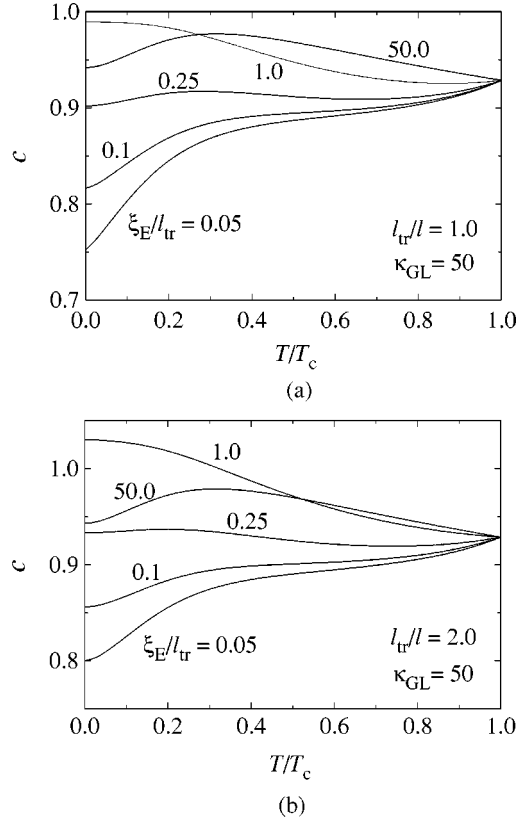 1.0
50.0
1.0
0.25
0.9
c
0.1
0.8
ξE/ltr = 0.05
ltr/l = 1.0
κGL = 50
0.7
0.0 0.2 0.4 0.6 0.8 1.0
T/Tc
(a)
1.0
1.0
50.0
0.25
c
0.9
0.1
ξE/ltr = 0.05
ltr/l = 2.0
0.8
κGL = 50
0.0 0.2 0.4 0.6 0.8 1.0
T/Tc
(b)